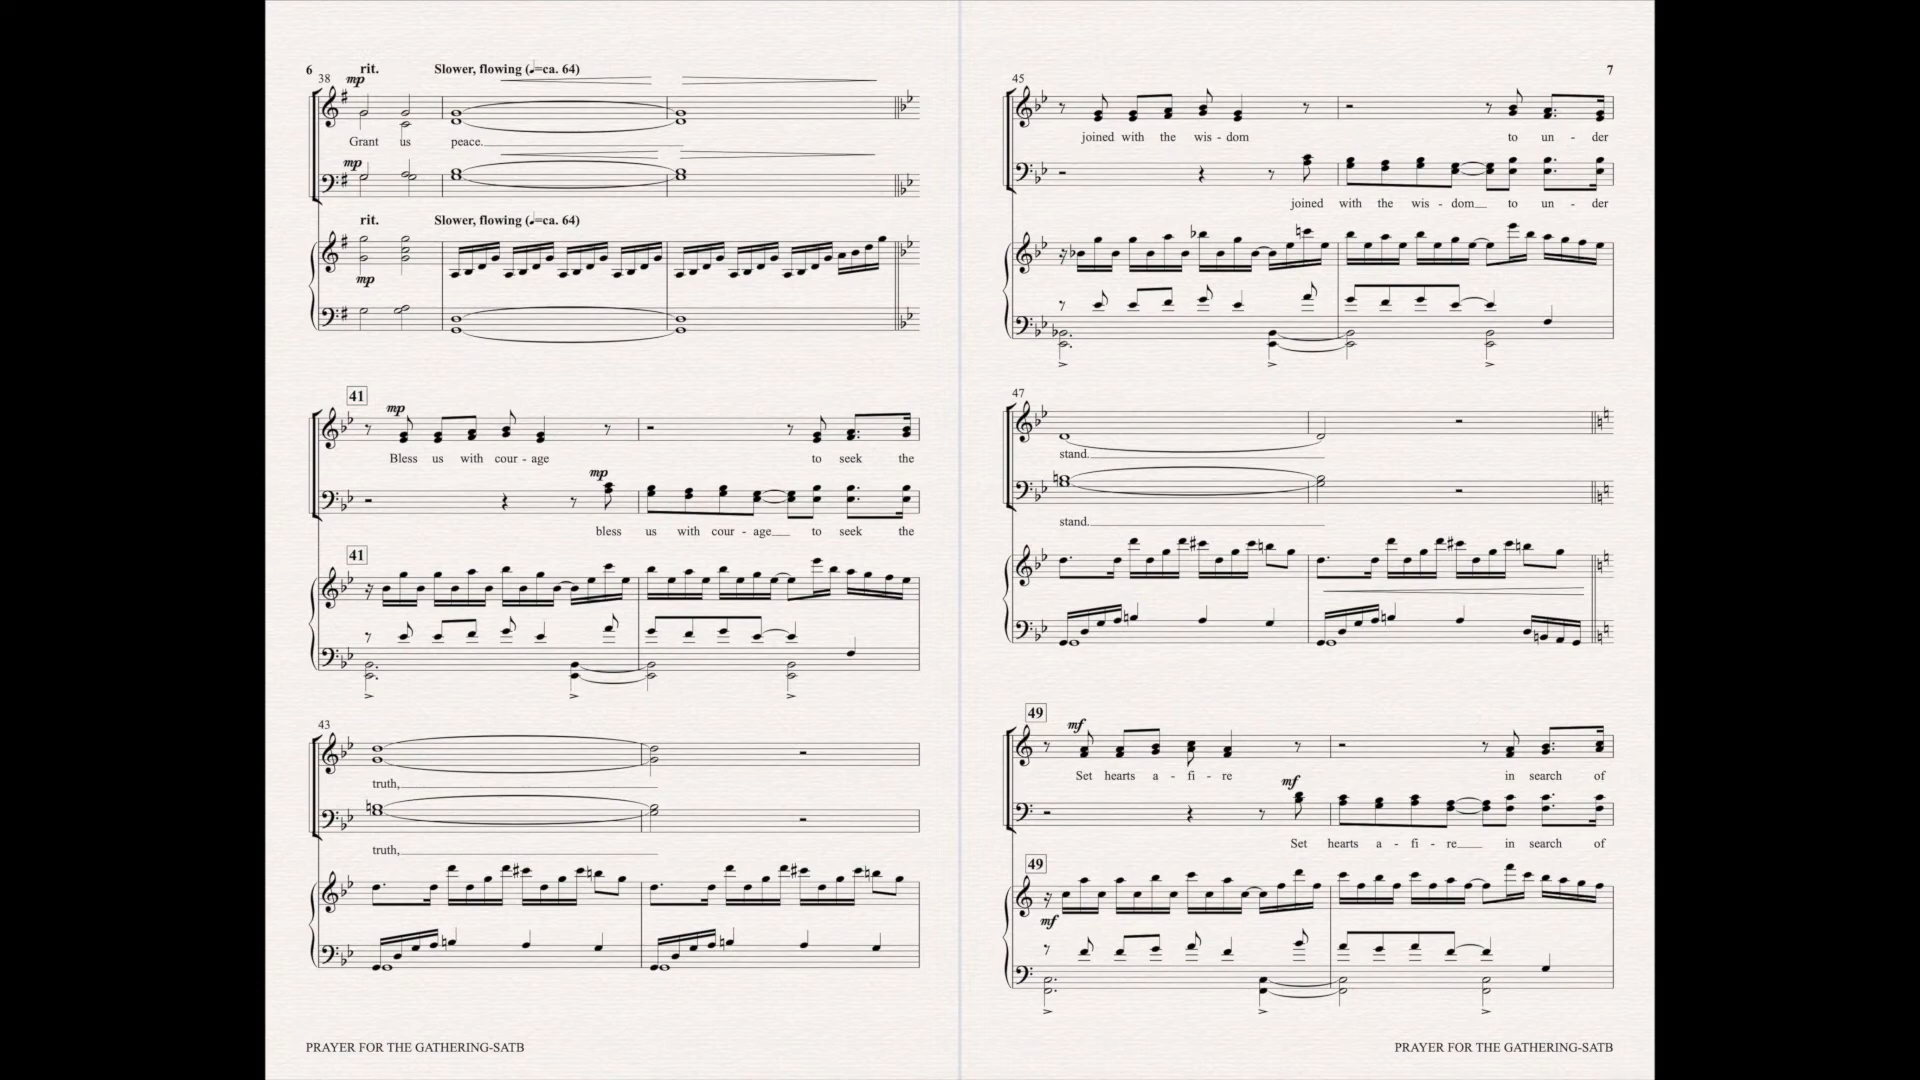 6
rit. Slower, flowing (♩=ca. 64)
38
mp
Grant us peace.
mp
rit. Slower, flowing (♩=ca. 64)
mp
41
mp
Bless us with cour - age to seek the
mp
bless us with cour - age to seek the
41
43
truth,
truth,
PRAYER FOR THE GATHERING-SATB
7
45
joined with the wis - dom to un - der
joined with the wis - dom to un - der
47
stand.
stand.
49
mf
Set hearts a - fi - re in search of
mf
Set hearts a - fi - re in search of
49
mf
PRAYER FOR THE GATHERING-SATB